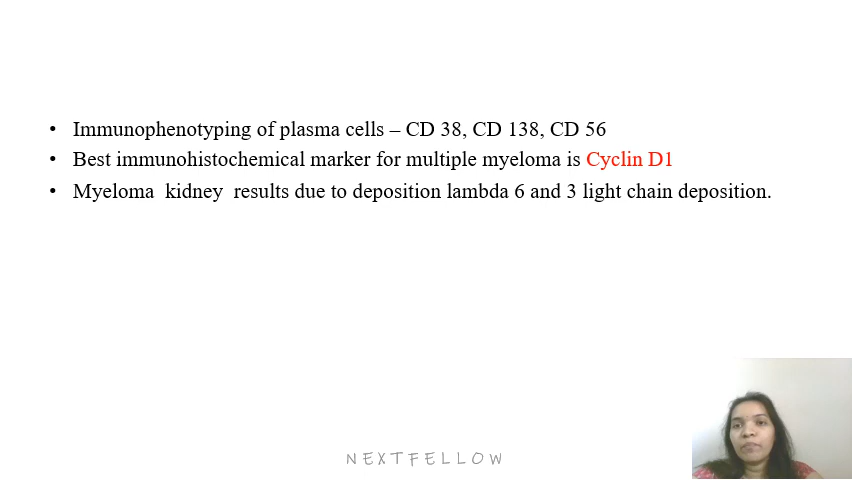 • Immunophenotyping of plasma cells – CD 38, CD 138, CD 56
• Best immunohistochemical marker for multiple myeloma is Cyclin D1
• Myeloma kidney results due to deposition lambda 6 and 3 light chain deposition.
NEXTFELLOW